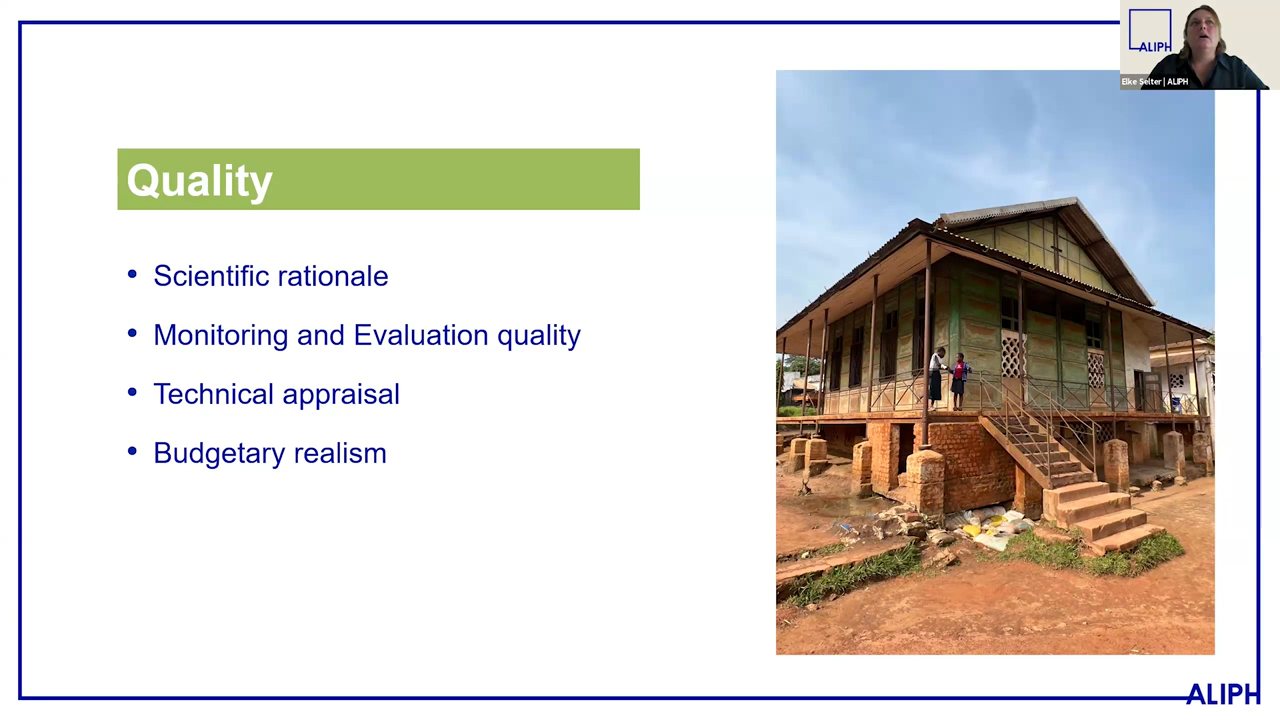 ALIPH
Elke Selter | ALIPH
Quality
• Scientific rationale
• Monitoring and Evaluation quality
• Technical appraisal
• Budgetary realism
ALIPH